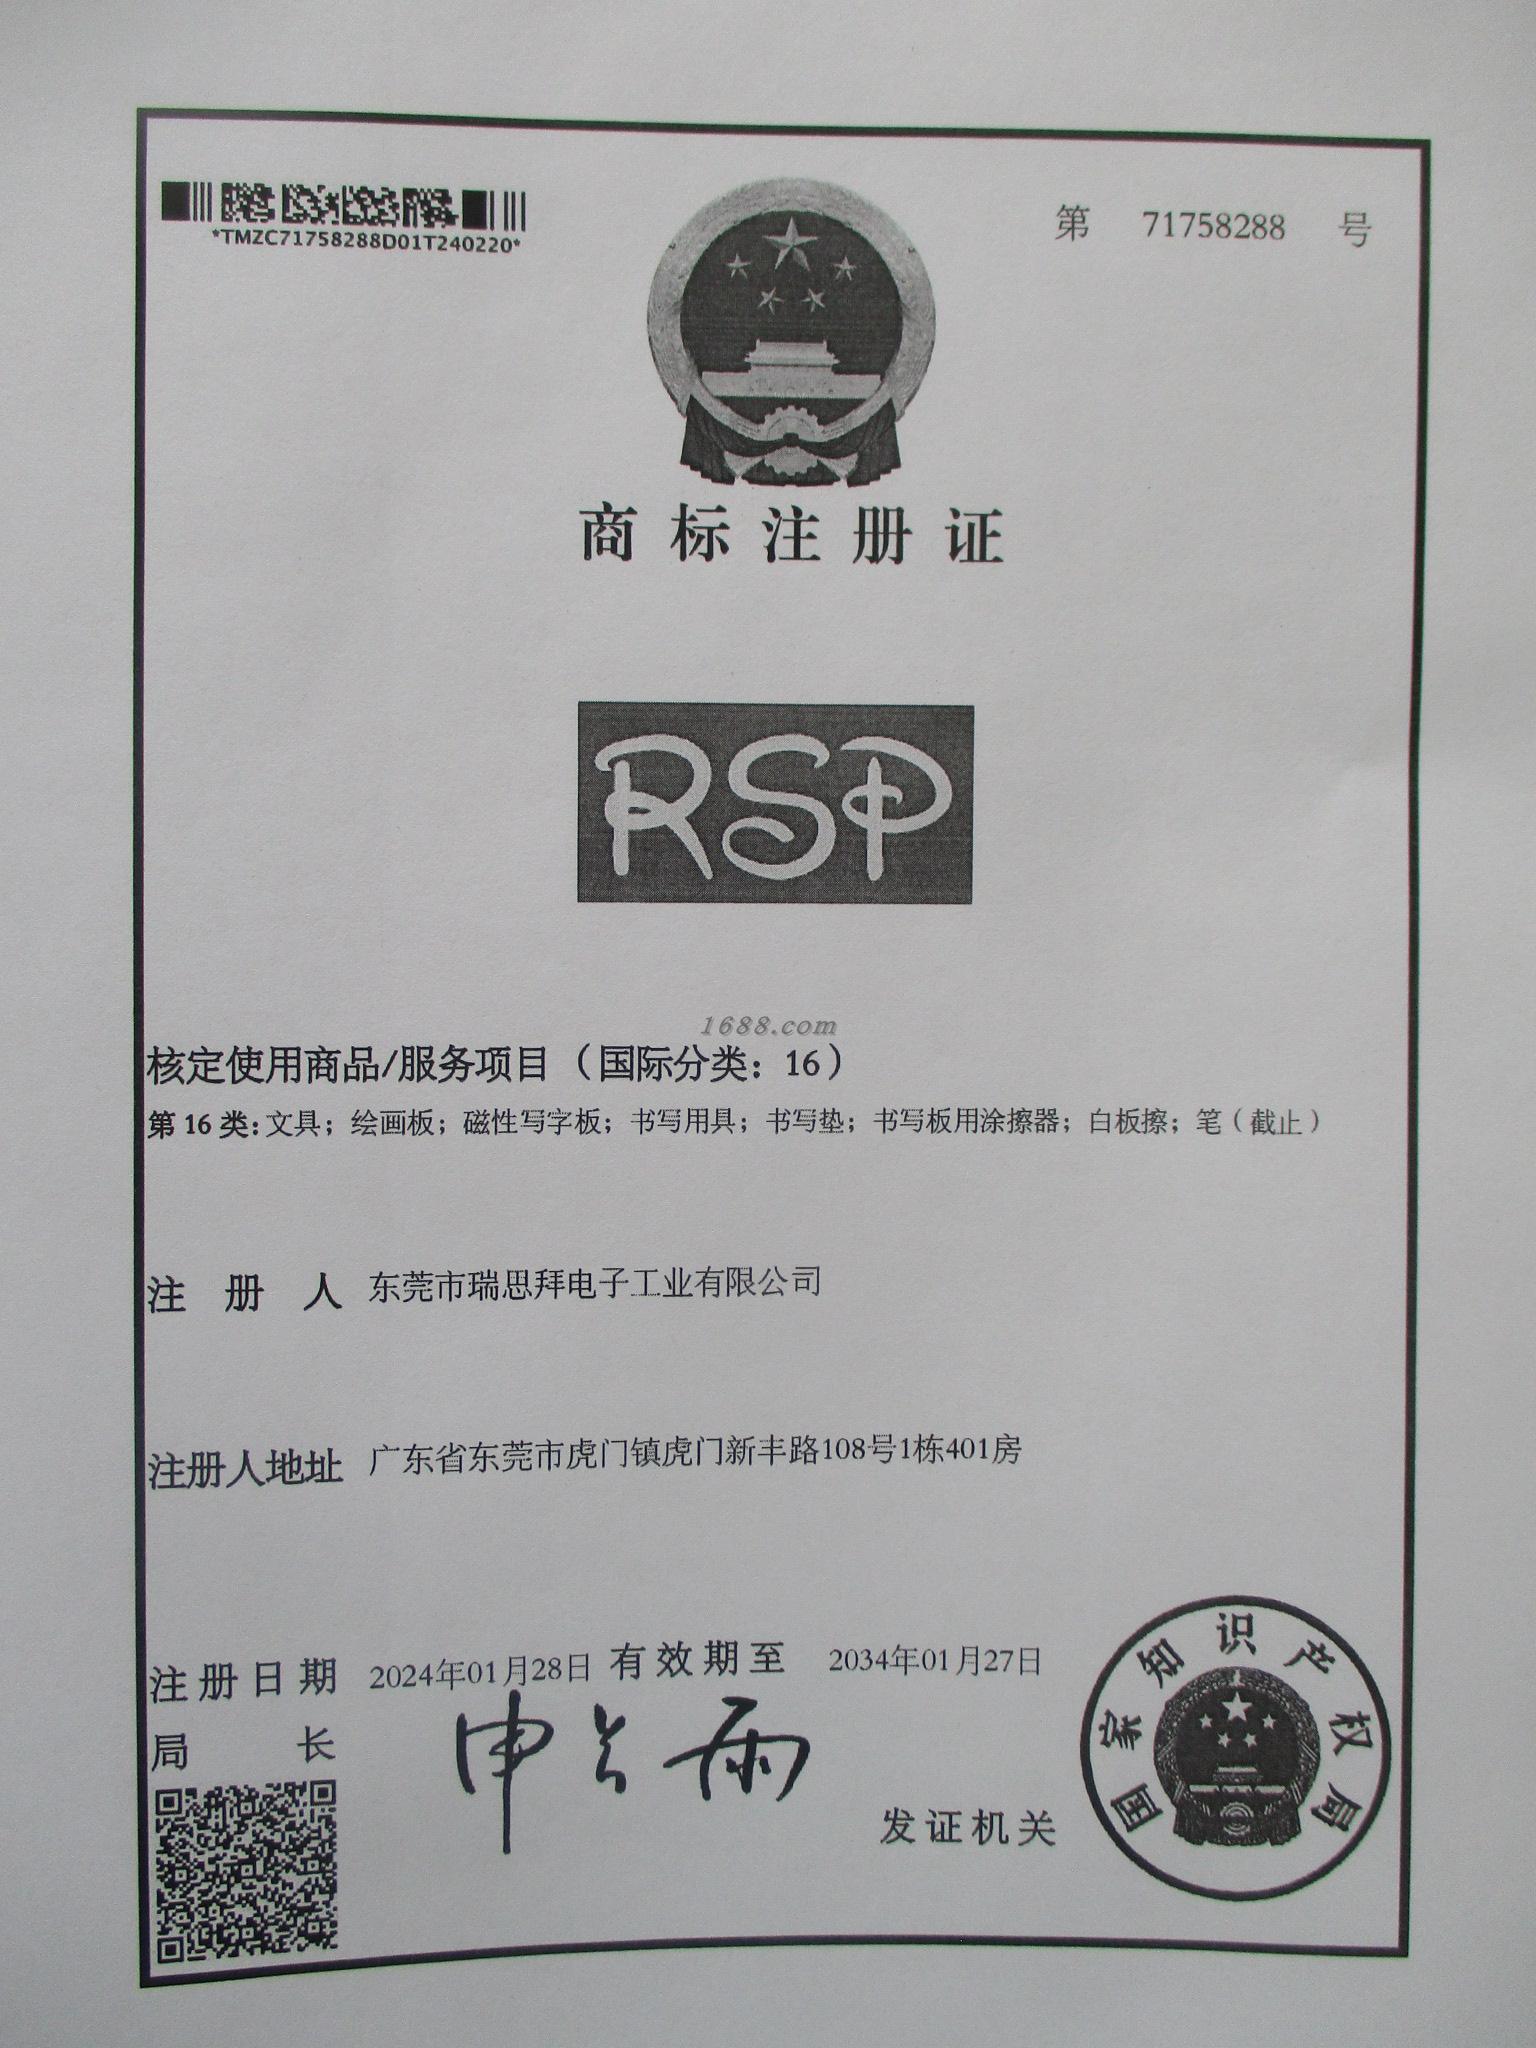 *TMZC71758288D01T240220*
第 71758288 号
商标注册证
RSP
1688.com
核定使用商品/服务项目（国际分类：16）
第 16 类: 文具；绘画板；磁性写字板；书写用具；书写垫；书写板用涂擦器；白板擦；笔（截止）
注册人 东莞市瑞思拜电子工业有限公司
注册人地址 广东省东莞市虎门镇虎门新丰路108号1栋401房
注册日期 2024年01月28日 有效期至 2034年01月27日
局长 申长雨
发证机关
国家知识产权局